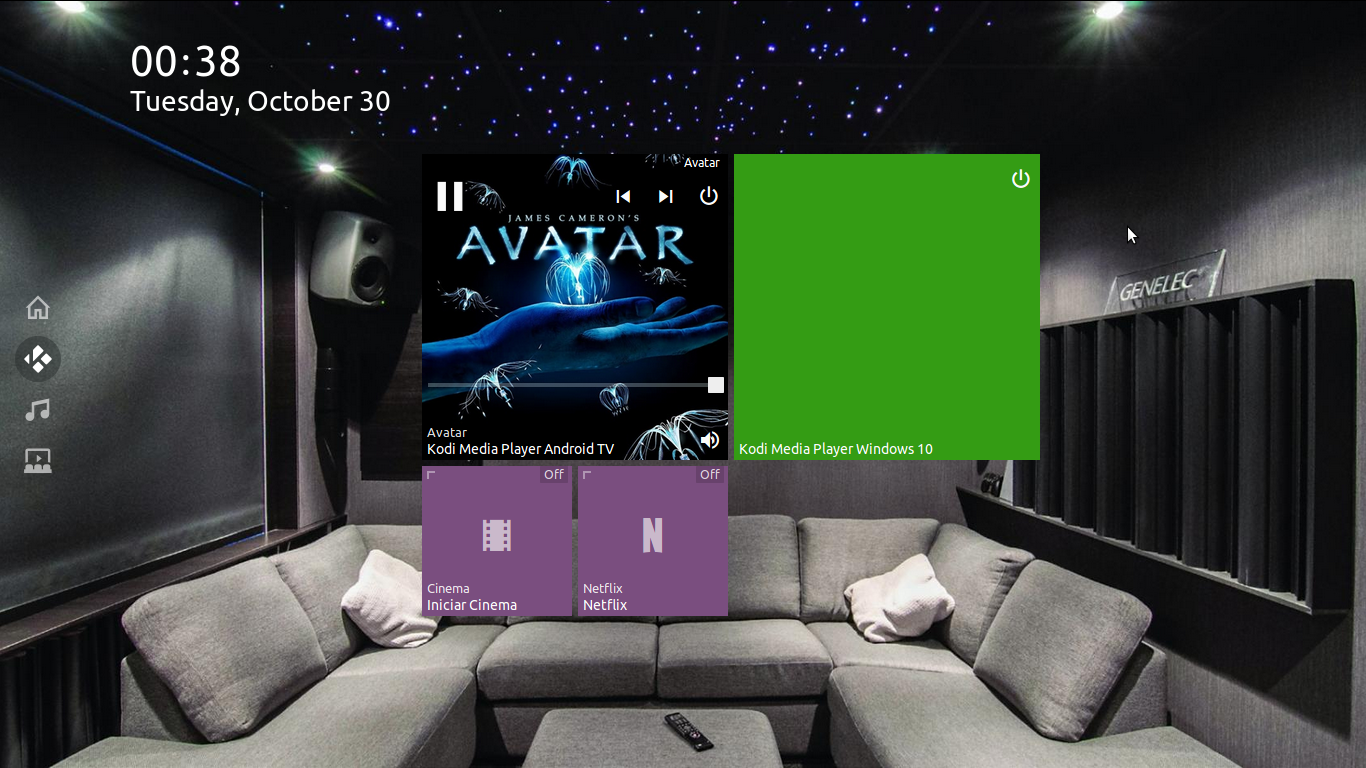 00:38
Tuesday, October 30
Avatar
JAMES CAMERON'S
AVATAR
Avatar
Kodi Media Player Android TV
Kodi Media Player Windows 10
GENELEC
Off
Off
N
Cinema
Iniciar Cinema
Netflix
Netflix